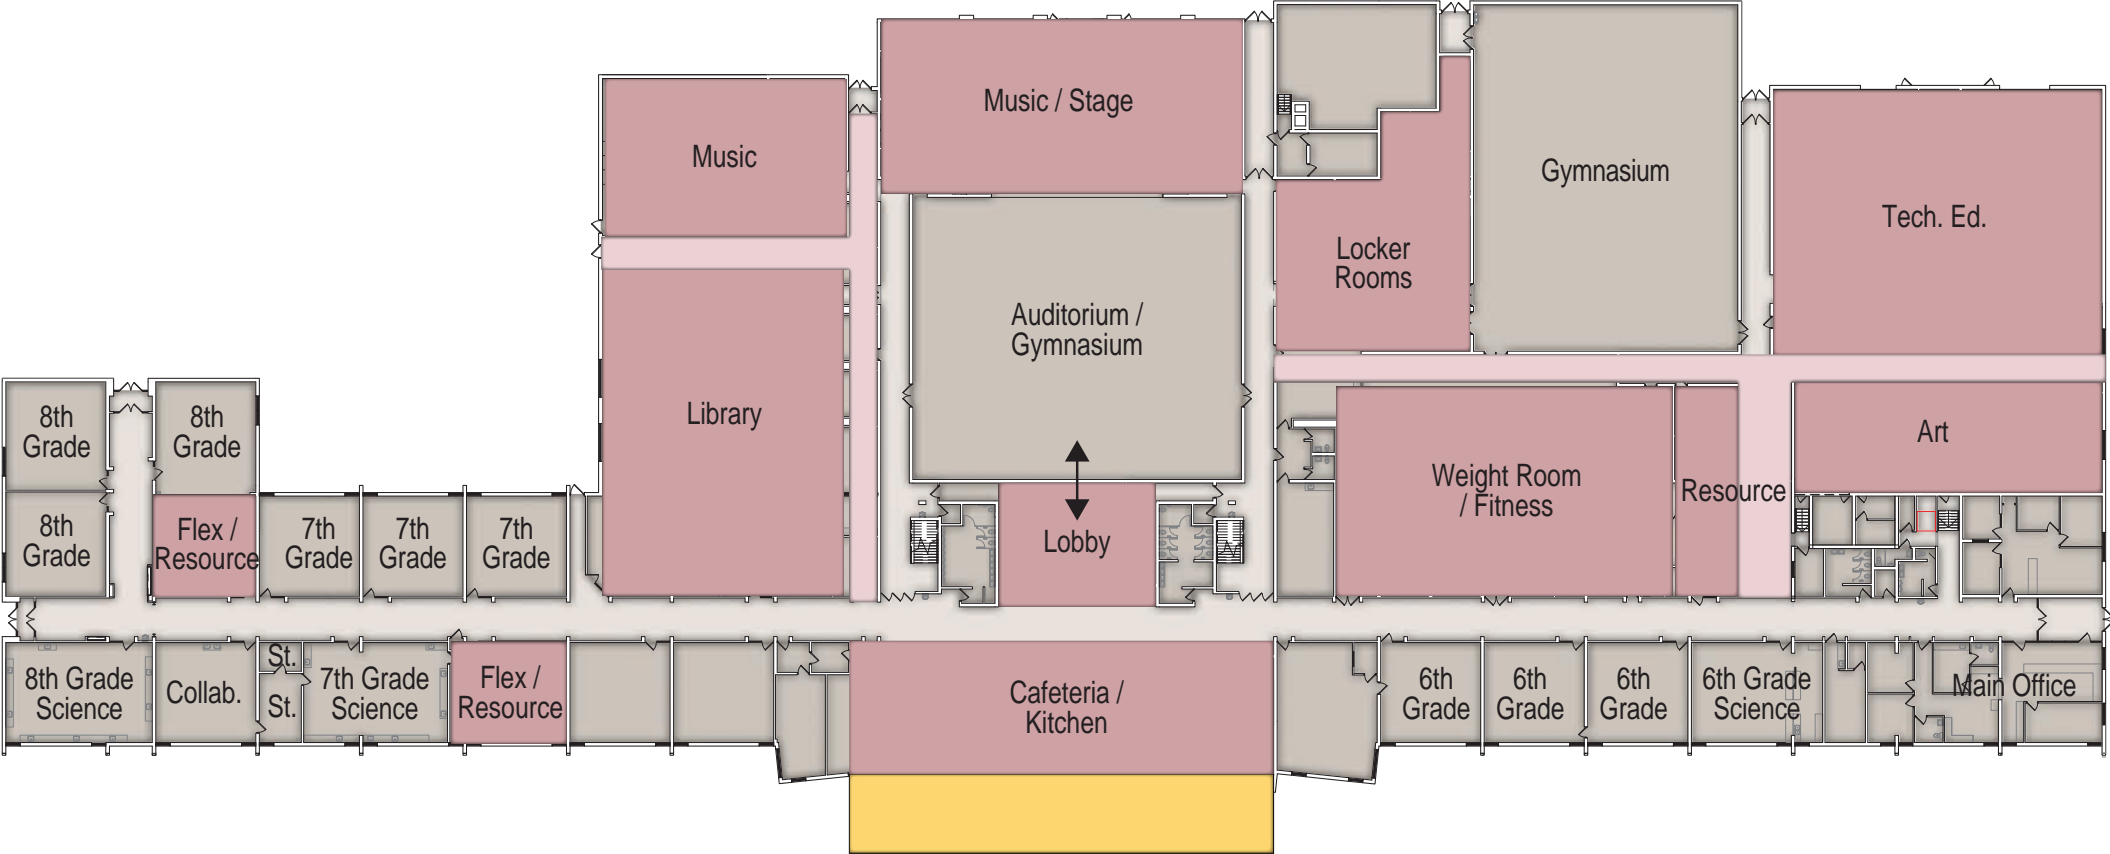 Music / Stage
Music
Gymnasium
Tech. Ed.
Locker
Rooms
Auditorium /
Gymnasium
Library
8th
Grade
8th
Grade
Art
Weight Room
/ Fitness
Resource
8th
Grade
Flex /
Resource
7th
Grade
7th
Grade
7th
Grade
Lobby
8th Grade
Science
Collab.
St.
St.
7th Grade
Science
Flex /
Resource
Cafeteria /
Kitchen
6th
Grade
6th
Grade
6th
Grade
6th Grade
Science
Main Office